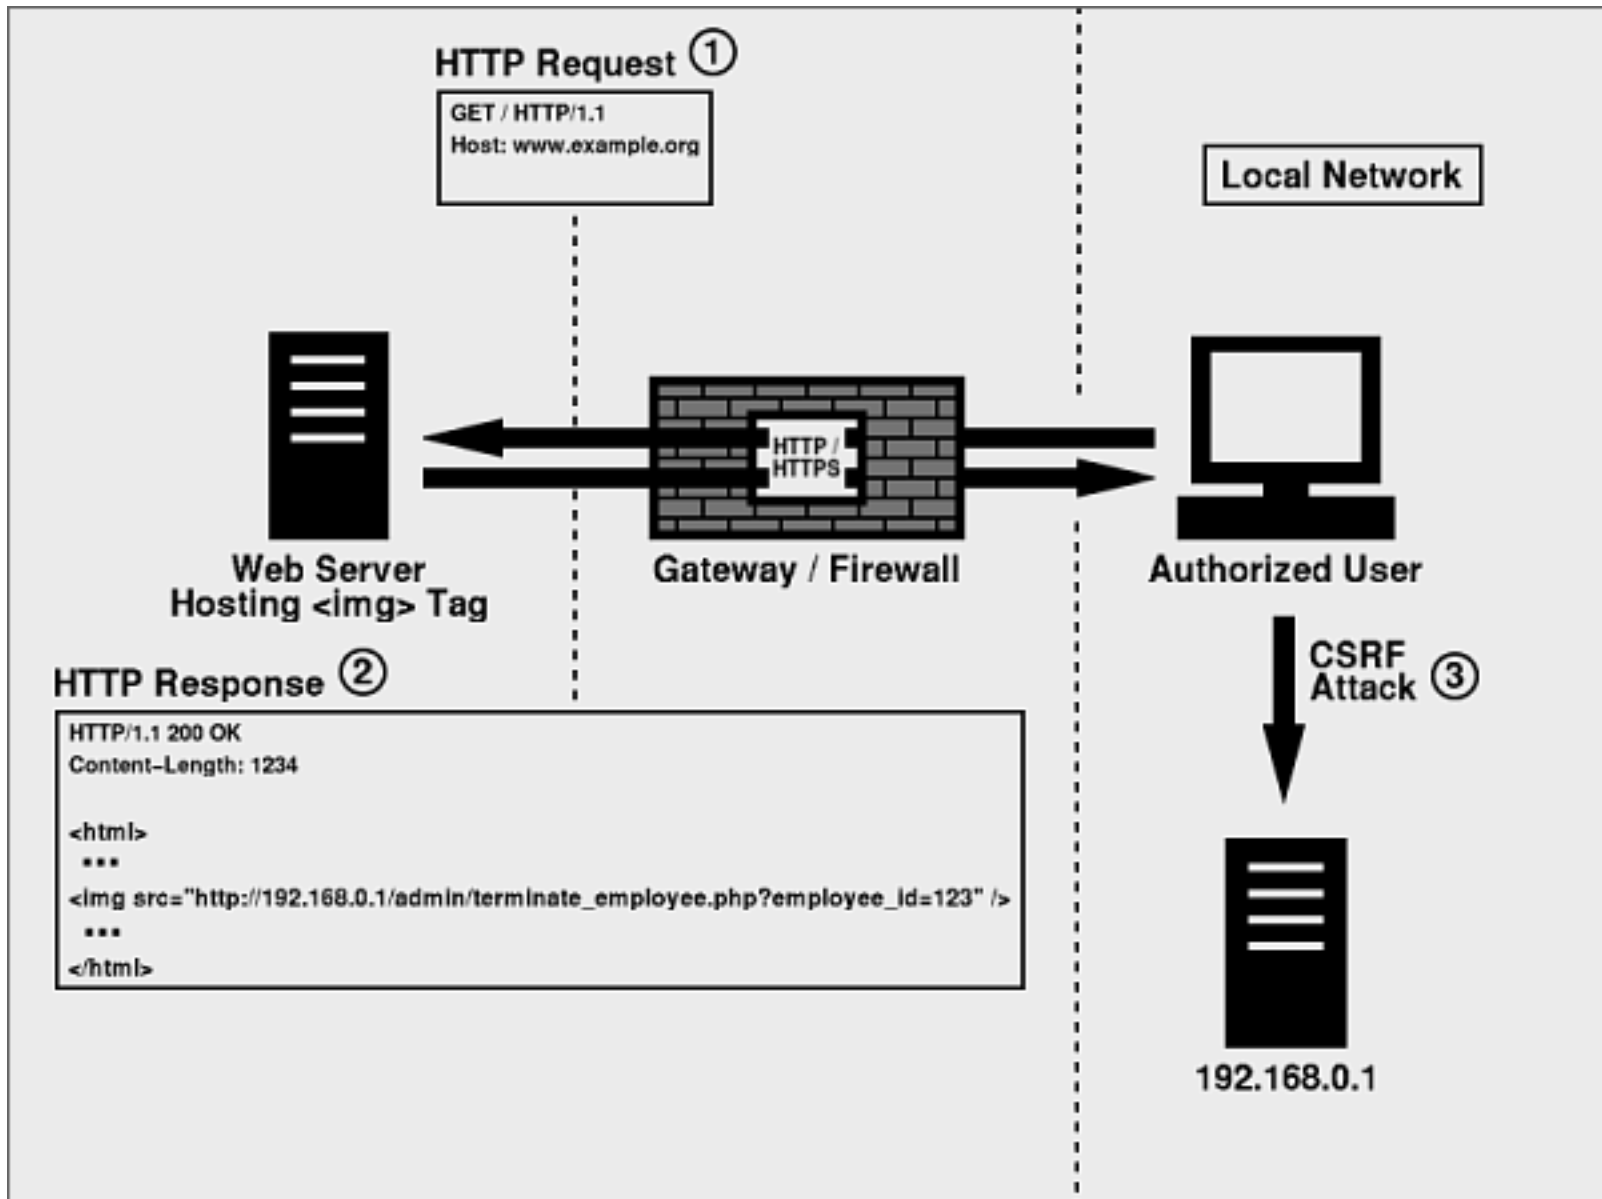 HTTP Request ①
GET / HTTP/1.1
Host: www.example.org
Local Network
HTTP /
HTTPS
Web Server
Hosting <img> Tag
Gateway / Firewall
Authorized User
CSRF
Attack ③
HTTP Response ②
HTTP/1.1 200 OK
Content-Length: 1234
<html>
...
<img src="http://192.168.0.1/admin/terminate_employee.php?employee_id=123" />
...
</html>
192.168.0.1